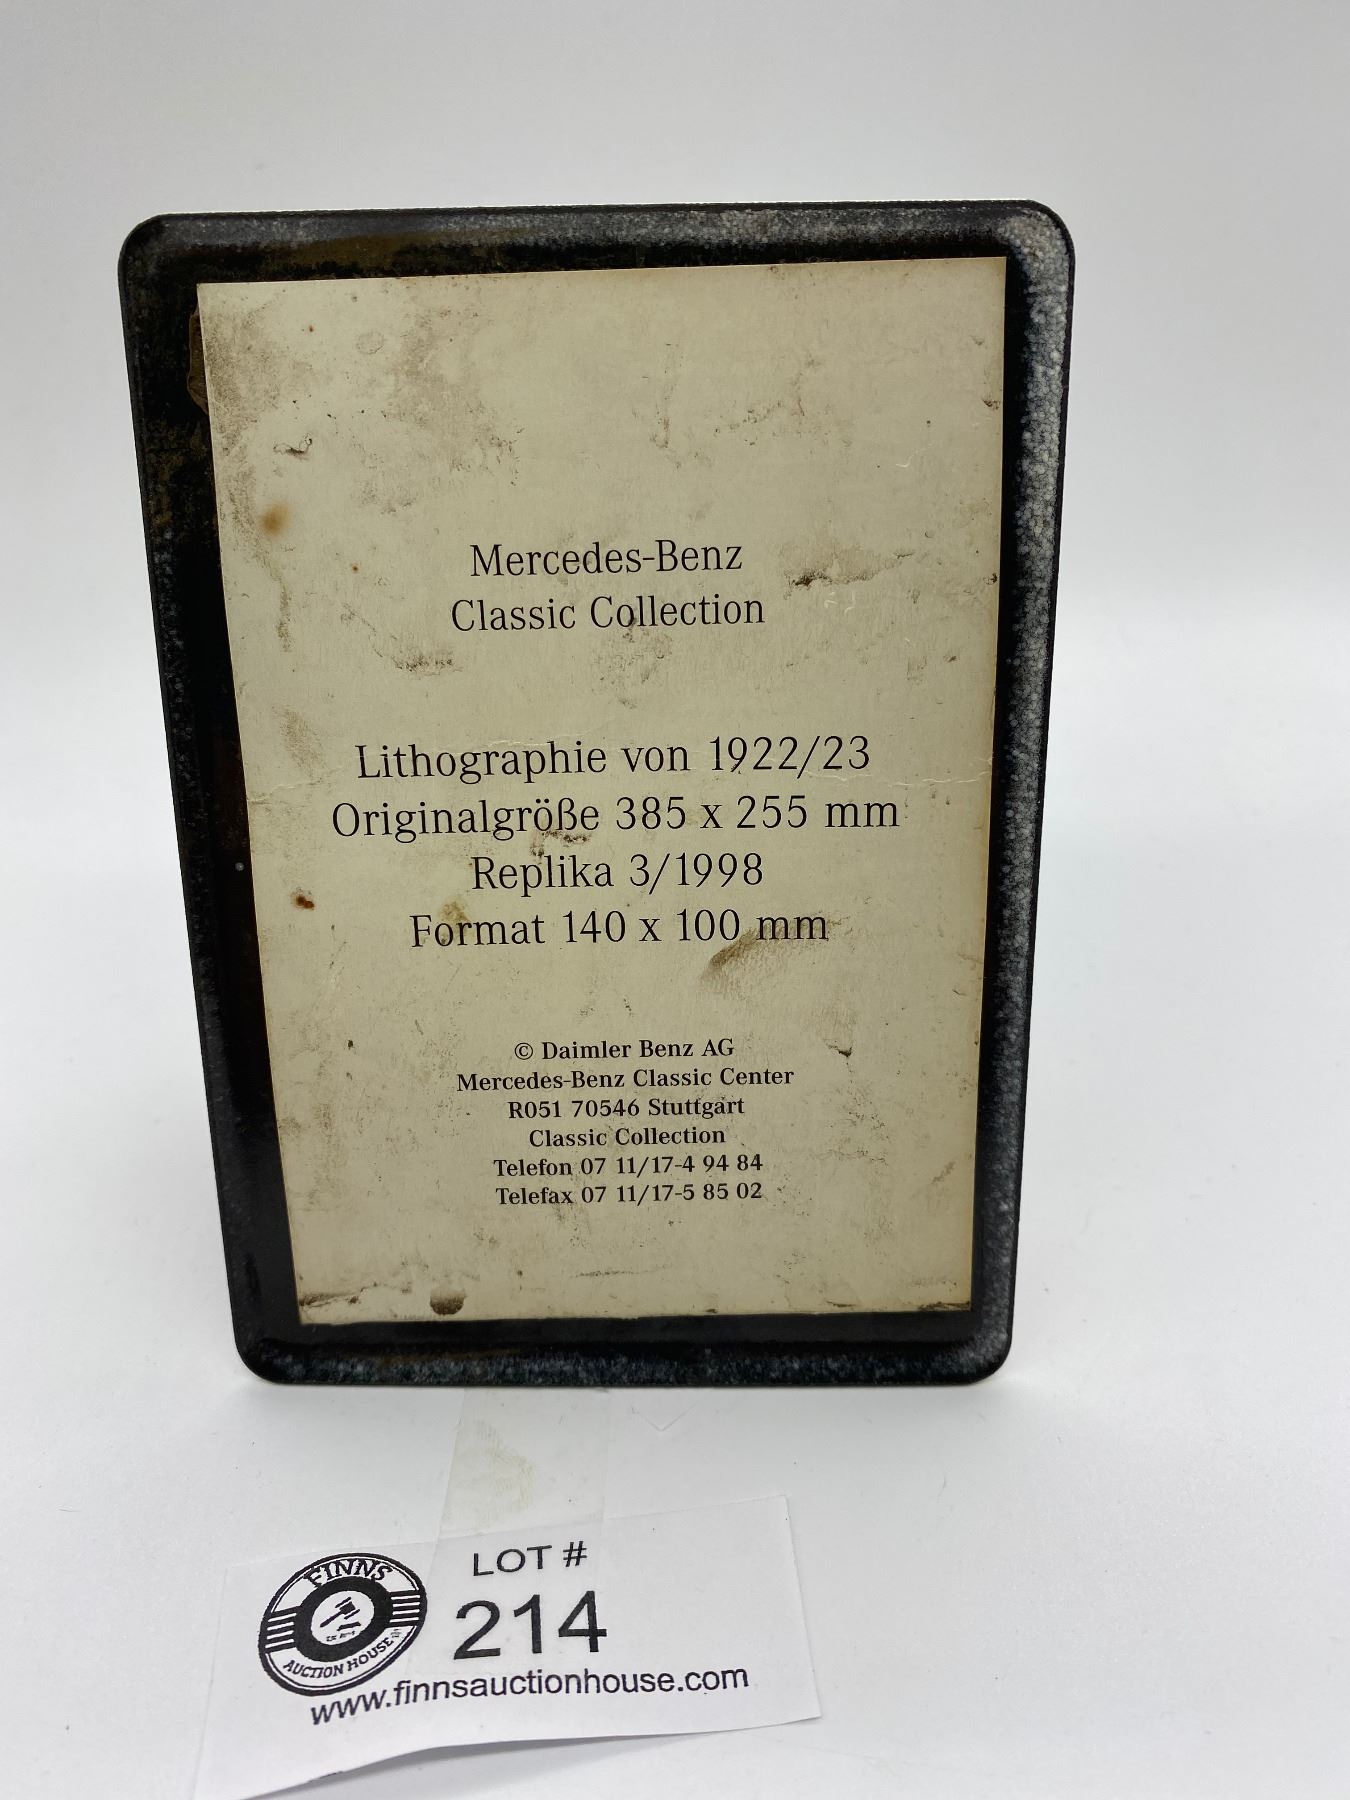 Mercedes-Benz
Classic Collection
Lithographie von 1922/23
Originalgröße 385 x 255 mm
Replika 3/1998
Format 140 x 100 mm
© Daimler Benz AG
Mercedes-Benz Classic Center
R051 70546 Stuttgart
Classic Collection
Telefon 07 11/17-4 94 84
Telefax 07 11/17-5 85 02
LOT #
214
FINNS
AUCTION HOUSE
www.finnsauctionhouse.com